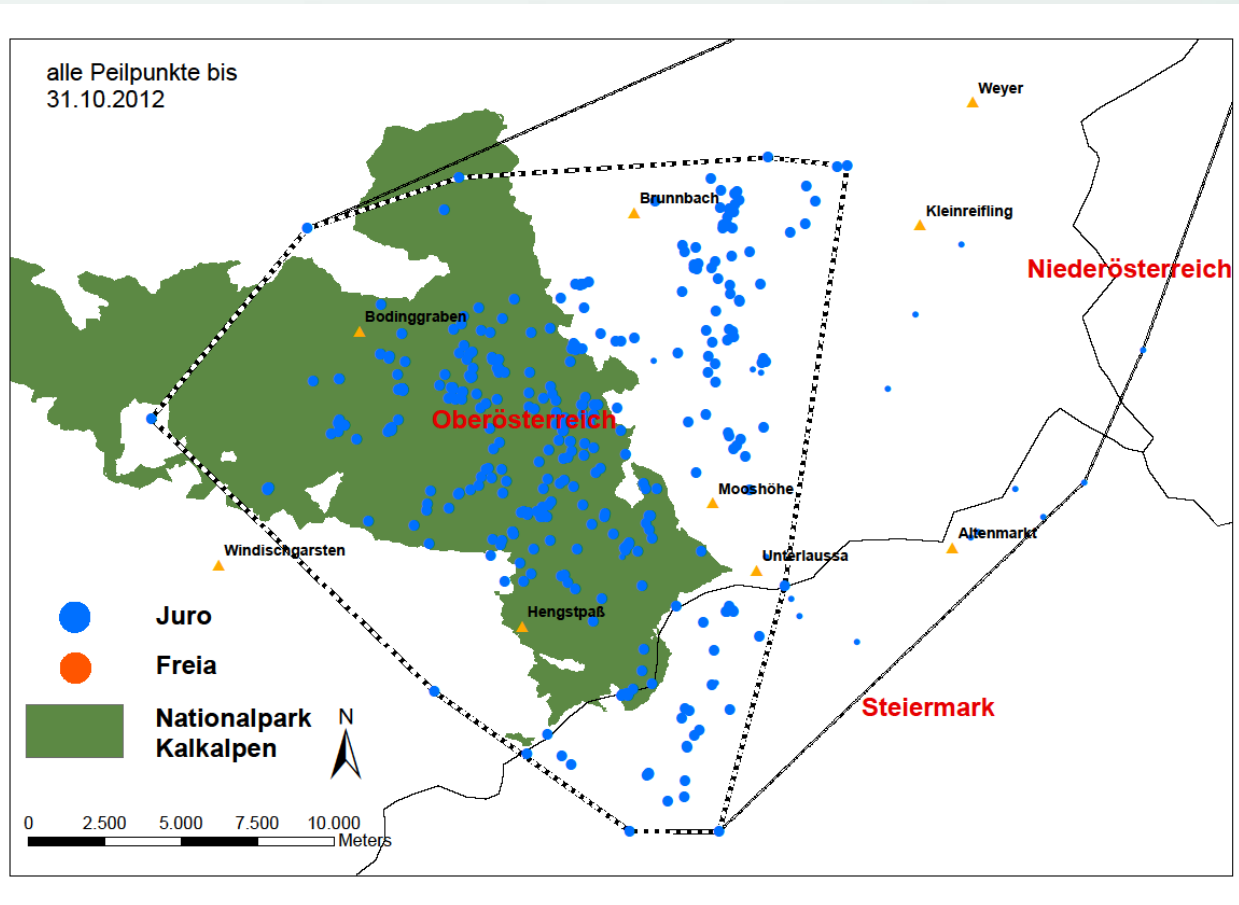 alle Peilpunkte bis
31.10.2012
Weyer
Brunnbach
Kleinreifling
Niederösterreich
Bodinggraben
Oberösterreich
Mooshöhe
Altenmarkt
Windischgarsten
Unterlaussa
Hengstpaß
Juro
Freia
Steiermark
Nationalpark
Kalkalpen
N
0 2.500 5.000 7.500 10.000
Meters